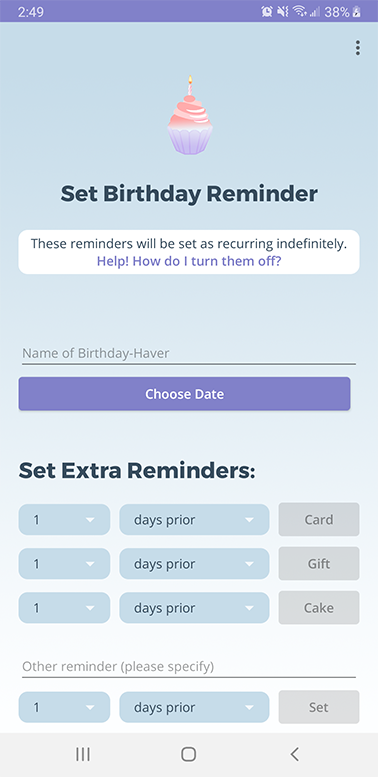 2:49
38%
Set Birthday Reminder
These reminders will be set as recurring indefinitely.
Help! How do I turn them off?
Name of Birthday-Haver
Choose Date
Set Extra Reminders:
1 days prior Card
1 days prior Gift
1 days prior Cake
Other reminder (please specify)
1 days prior Set